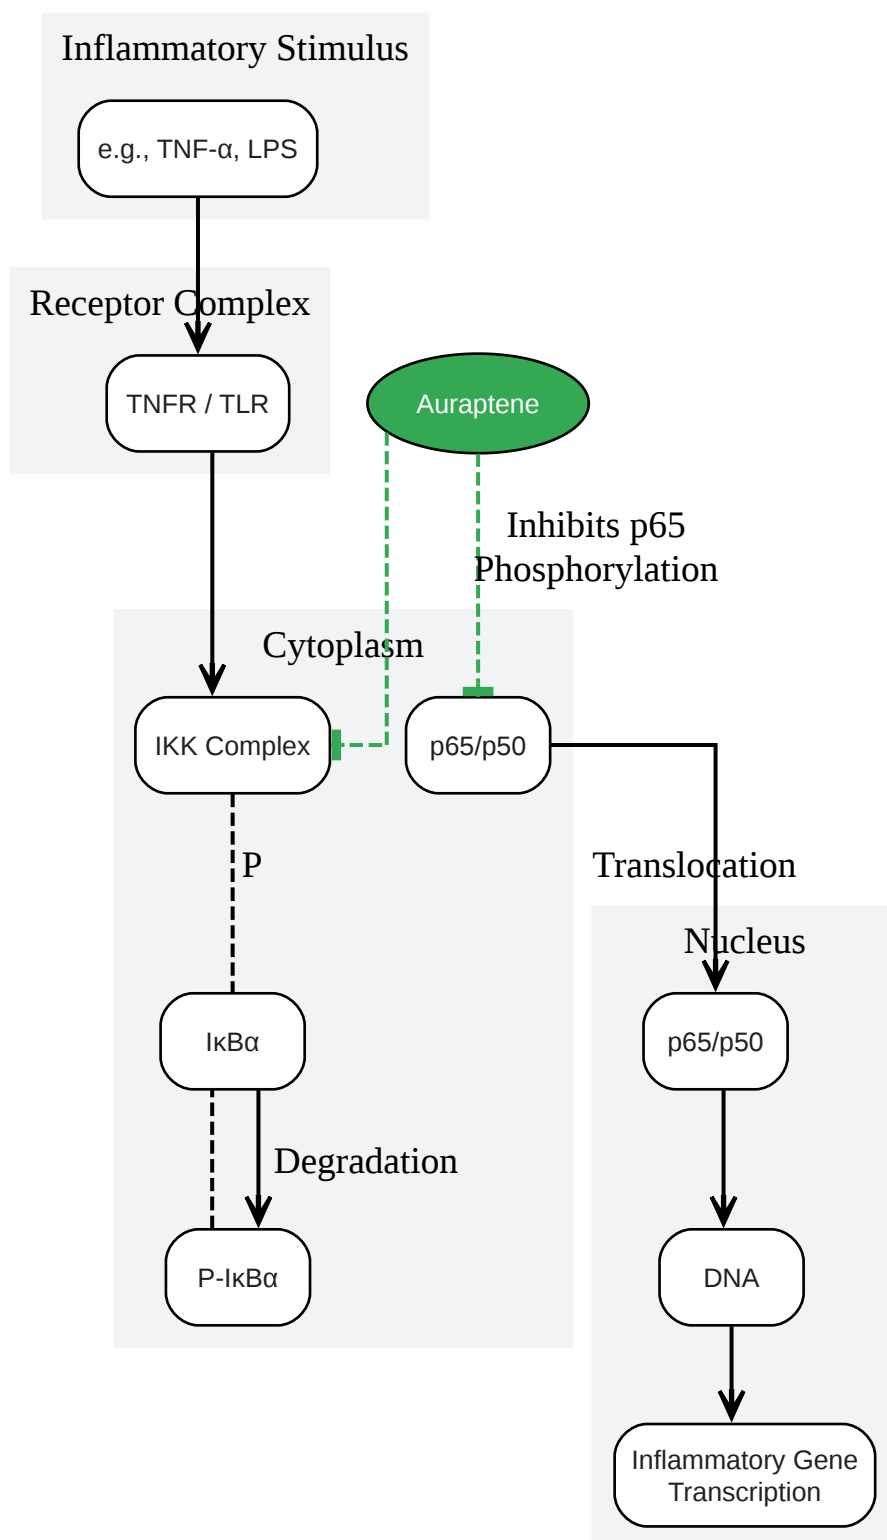 Inflammatory Stimulus
e.g., TNF-α, LPS
Receptor Complex
TNFR / TLR
Auraptene
Inhibits p65
Phosphorylation
Cytoplasm
IKK Complex
p65/p50
P
Translocation
Nucleus
IκBα
p65/p50
Degradation
P-IκBα
DNA
Inflammatory Gene
Transcription